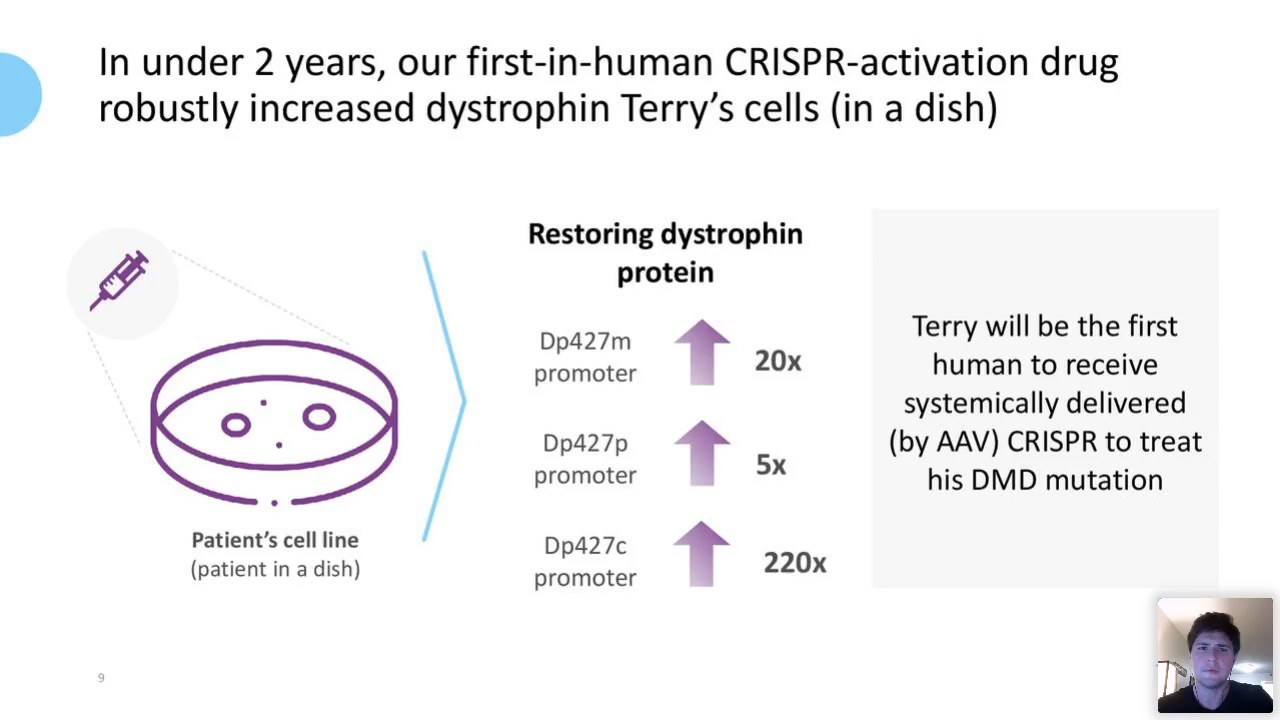 In under 2 years, our first-in-human CRISPR-activation drug
robustly increased dystrophin Terry’s cells (in a dish)
Patient’s cell line
(patient in a dish)
Restoring dystrophin
protein
Dp427m
promoter
20x
Dp427p
promoter
5x
Dp427c
promoter
220x
Terry will be the first
human to receive
systemically delivered
(by AAV) CRISPR to treat
his DMD mutation
9